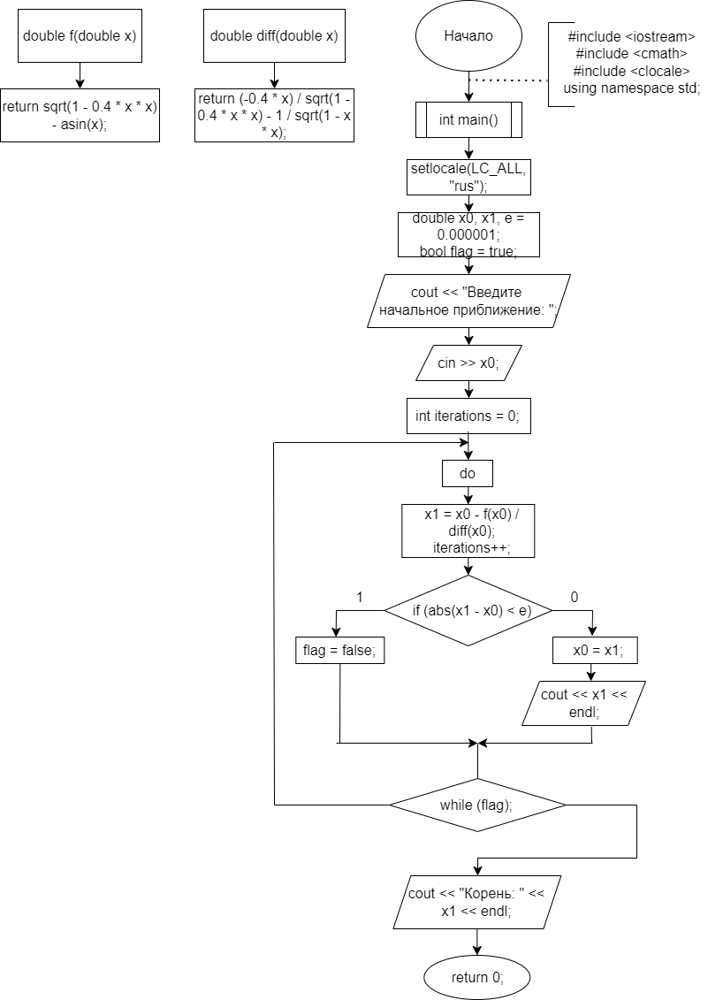 double f(double x)
return sqrt(1 - 0.4 * x * x)
- asin(x);
double diff(double x)
return (-0.4 * x) / sqrt(1 -
0.4 * x * x) - 1 / sqrt(1 - x
* x);
Начало
#include <iostream>
#include <cmath>
#include <clocale>
using namespace std;
int main()
setlocale(LC_ALL,
"rus");
double x0, x1, e =
0.000001;
bool flag = true;
cout << "Введите
начальное приближение: ";
cin >> x0;
int iterations = 0;
do
x1 = x0 - f(x0) /
diff(x0);
iterations++;
if (abs(x1 - x0) < e)
1
0
flag = false;
x0 = x1;
cout << x1 <<
endl;
while (flag);
cout << "Корень: " <<
x1 << endl;
return 0;